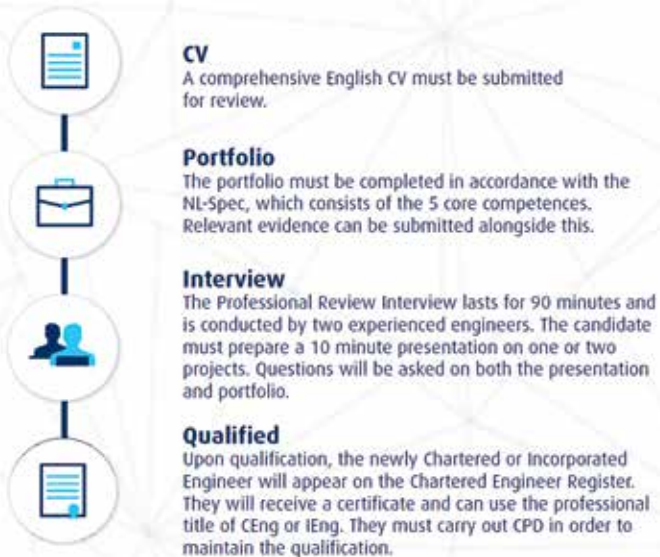 CV
A comprehensive English CV must be submitted
for review.
Portfolio
The portfolio must be completed in accordance with the
NL-Spec, which consists of the 5 core competences.
Relevant evidence can be submitted alongside this.
Interview
The Professional Review Interview lasts for 90 minutes and
is conducted by two experienced engineers. The candidate
must prepare a 10 minute presentation on one or two
projects. Questions will be asked on both the presentation
and portfolio.
Qualified
Upon qualification, the newly Chartered or Incorporated
Engineer will appear on the Chartered Engineer Register.
They will receive a certificate and can use the professional
title of CEng or IEng. They must carry out CPD in order to
maintain the qualification.